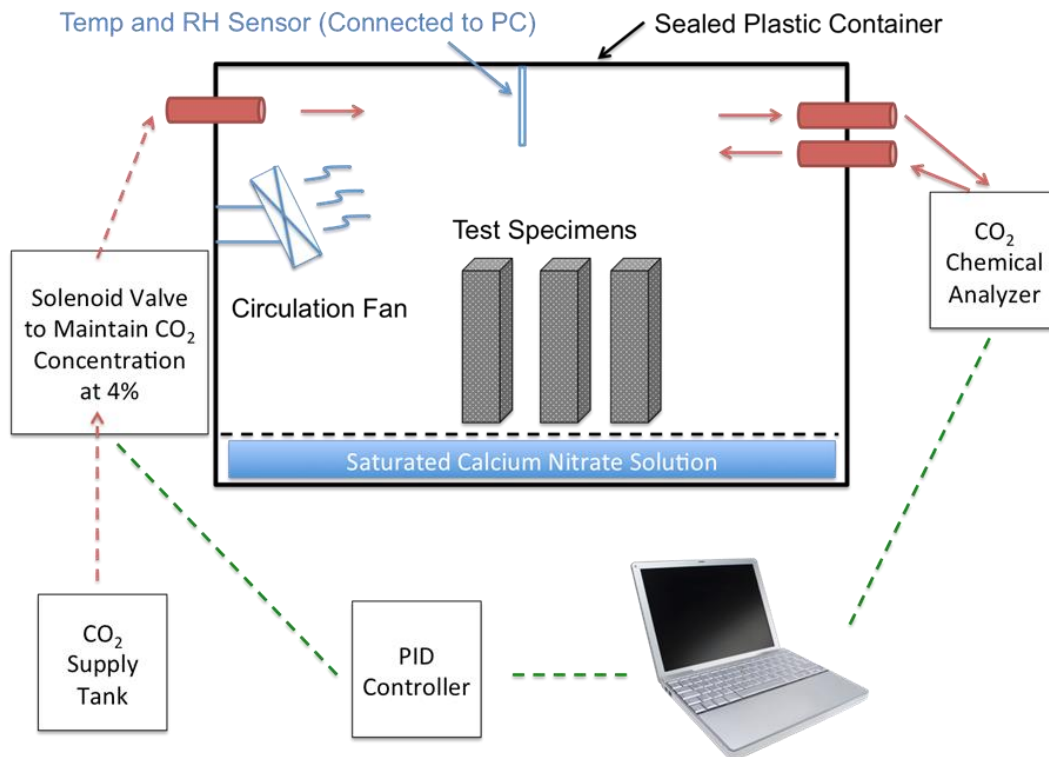 Temp and RH Sensor (Connected to PC)
Sealed Plastic Container
Test Specimens
CO₂
Chemical
Analyzer
Solenoid Valve
to Maintain CO₂
Concentration
at 4%
Circulation Fan
Saturated Calcium Nitrate Solution
CO₂
Supply
Tank
PID
Controller